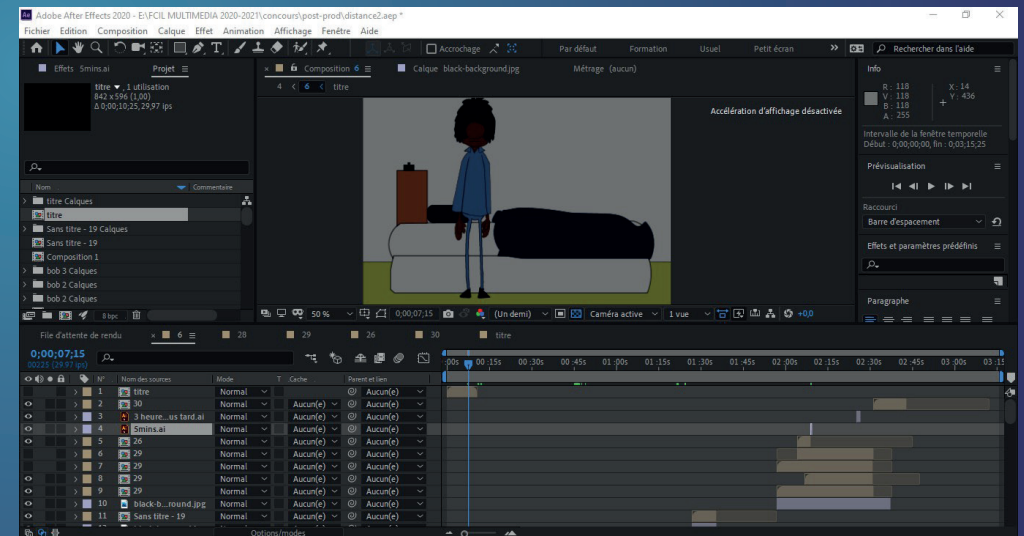 Adobe After Effects 2020 - E:\FCIL MULTIMEDIA 2020-2021\concours\post-prod\distance2.aep *
Fichier Edition Composition Calque Effet Animation Affichage Fenêtre Aide
Accrochage Par défaut Formation Usuel Petit écran Rechercher dans l'aide
Effets 5mins.ai Projet
Composition 6 Calque black-background.jpg Métrage (aucun)
4 6 titre
titre , 1 utilisation
842 x 596 (1,00)
Δ 0;00;10;25, 29,97 ips
Nom Commentaire
titre Calques
titre
Sans titre - 19 Calques
Sans titre - 19
Composition 1
bob 3 Calques
bob 2 Calques
bob 2 Calques
8 bpc
Accélération d'affichage désactivée
50 % 0;00;07;15 (Un demi) Caméra active 1 vue +0,0
Info
R : 118 X : 14
V : 118 Y : 436
B : 118
A : 255
Intervalle de la fenêtre temporelle
Début : 0;00;00;00, fin : 0;03;15;25
Prévisualisation
Raccourci
Barre d'espacement
Effets et paramètres prédéfinis
Paragraphe
File d'attente de rendu 6 28 29 26 30 titre
0;00;07;15
00225 (29.97 ips)
:00s 00:15s 00:30s 00:45s 01:00s 01:15s 01:30s 01:45s 02:00s 02:15s 02:30s 02:45s 03:00s 03:15
N° Nom des sources Mode T .Cache Parent et lien
1 titre Normal Aucun(e)
2 30 Normal Aucun(e) Aucun(e)
3 3 heure...us tard.ai Normal Aucun(e) Aucun(e)
4 5mins.ai Normal Aucun(e) Aucun(e)
5 26 Normal Aucun(e) Aucun(e)
6 29 Normal Aucun(e) Aucun(e)
7 29 Normal Aucun(e) Aucun(e)
8 29 Normal Aucun(e) Aucun(e)
9 29 Normal Aucun(e) Aucun(e)
10 black-b...round.jpg Normal Aucun(e) Aucun(e)
11 Sans titre - 19 Normal Aucun(e) Aucun(e)
Options/modes